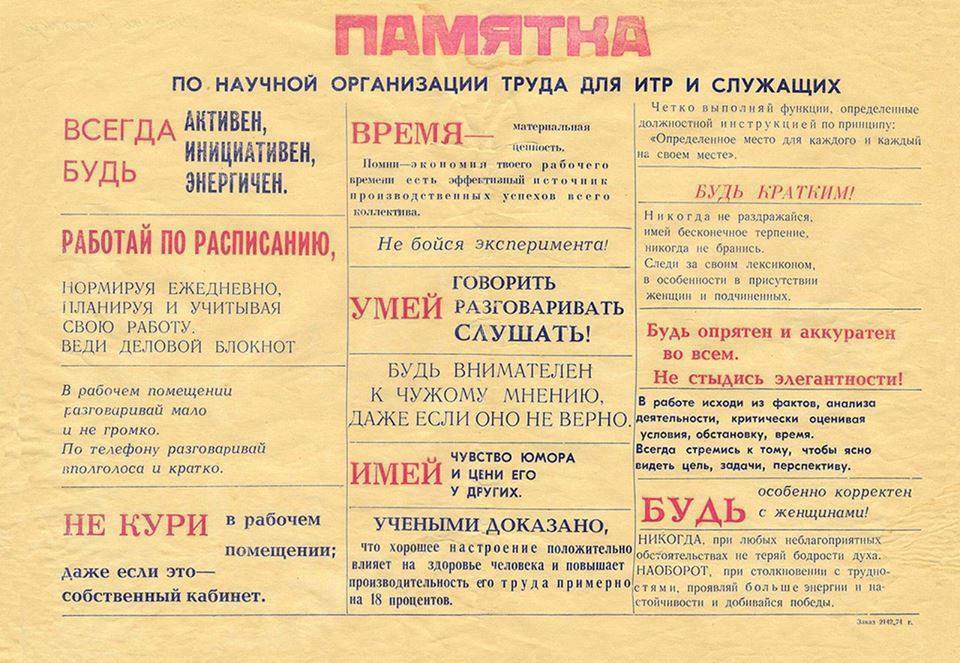 ПАМЯТКА
ПО НАУЧНОЙ ОРГАНИЗАЦИИ ТРУДА ДЛЯ ИТР И СЛУЖАЩИХ
ВСЕГДА БУДЬ
АКТИВЕН,
ИНИЦИАТИВЕН,
ЭНЕРГИЧЕН.
РАБОТАЙ ПО РАСПИСАНИЮ,
НОРМИРУЯ ЕЖЕДНЕВНО,
ПЛАНИРУЯ И УЧИТЫВАЯ
СВОЮ РАБОТУ.
ВЕДИ ДЕЛОВОЙ БЛОКНОТ
В рабочем помещении
разговаривай мало
и не громко.
По телефону разговаривай
вполголоса и кратко.
НЕ КУРИ в рабочем
помещении;
даже если это—
собственный кабинет.
ВРЕМЯ— материальная
ценность.
Помни—экономия твоего рабочего
времени есть эффективный источник
производственных успехов всего
коллектива.
Не бойся эксперимента!
УМЕЙ
ГОВОРИТЬ
РАЗГОВАРИВАТЬ
СЛУШАТЬ!
БУДЬ ВНИМАТЕЛЕН
К ЧУЖОМУ МНЕНИЮ,
ДАЖЕ ЕСЛИ ОНО НЕ ВЕРНО.
ИМЕЙ
ЧУВСТВО ЮМОРА
И ЦЕНИ ЕГО
У ДРУГИХ.
УЧЕНЫМИ ДОКАЗАНО,
что хорошее настроение положительно
влияет на здоровье человека и повышает
производительность его труда примерно
на 18 процентов.
Четко выполняй функции, определенные
должностной инструкцией по принципу:
«Определенное место для каждого и каждый
на своем месте».
БУДЬ КРАТКИМ!
Никогда не раздражайся,
имей бесконечное терпение,
никогда не бранись.
Следи за своим лексиконом,
в особенности в присутствии
женщин и подчиненных.
Будь опрятен и аккуратен
во всем.
Не стыдись элегантности!
В работе исходи из фактов, анализа
деятельности, критически оценивая
условия, обстановку, время.
Всегда стремись к тому, чтобы ясно
видеть цель, задачи, перспективу.
БУДЬ особенно корректен
с женщинами!
НИКОГДА, при любых неблагоприятных
обстоятельствах не теряй бодрости духа.
НАОБОРОТ, при столкновении с трудно-
стями, проявляй больше энергии и на-
стойчивости и добивайся победы.
Заказ 2142,74 г.